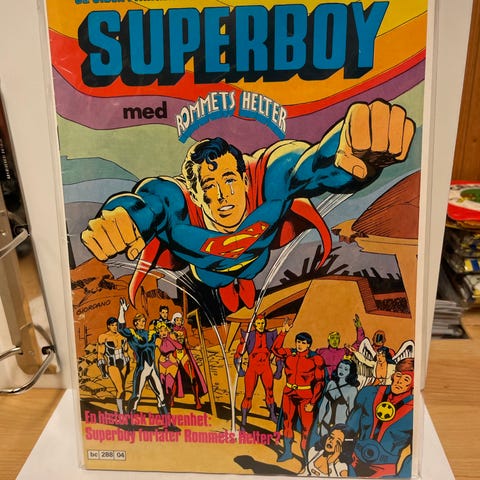 SUPERBOY
med ROMMETS HELTER
GIORDANO
En historisk begivenhet:
Superboy forlater Rommets Helter!
bc 288 04